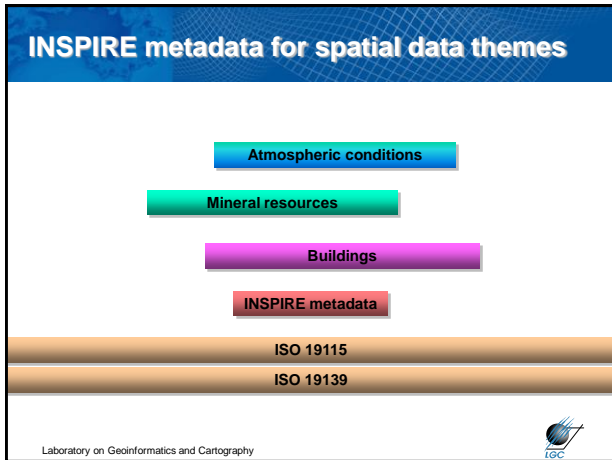 INSPIRE metadata for spatial data themes
Atmospheric conditions
Mineral resources
Buildings
INSPIRE metadata
ISO 19115
ISO 19139
Laboratory on Geoinformatics and Cartography
LGC